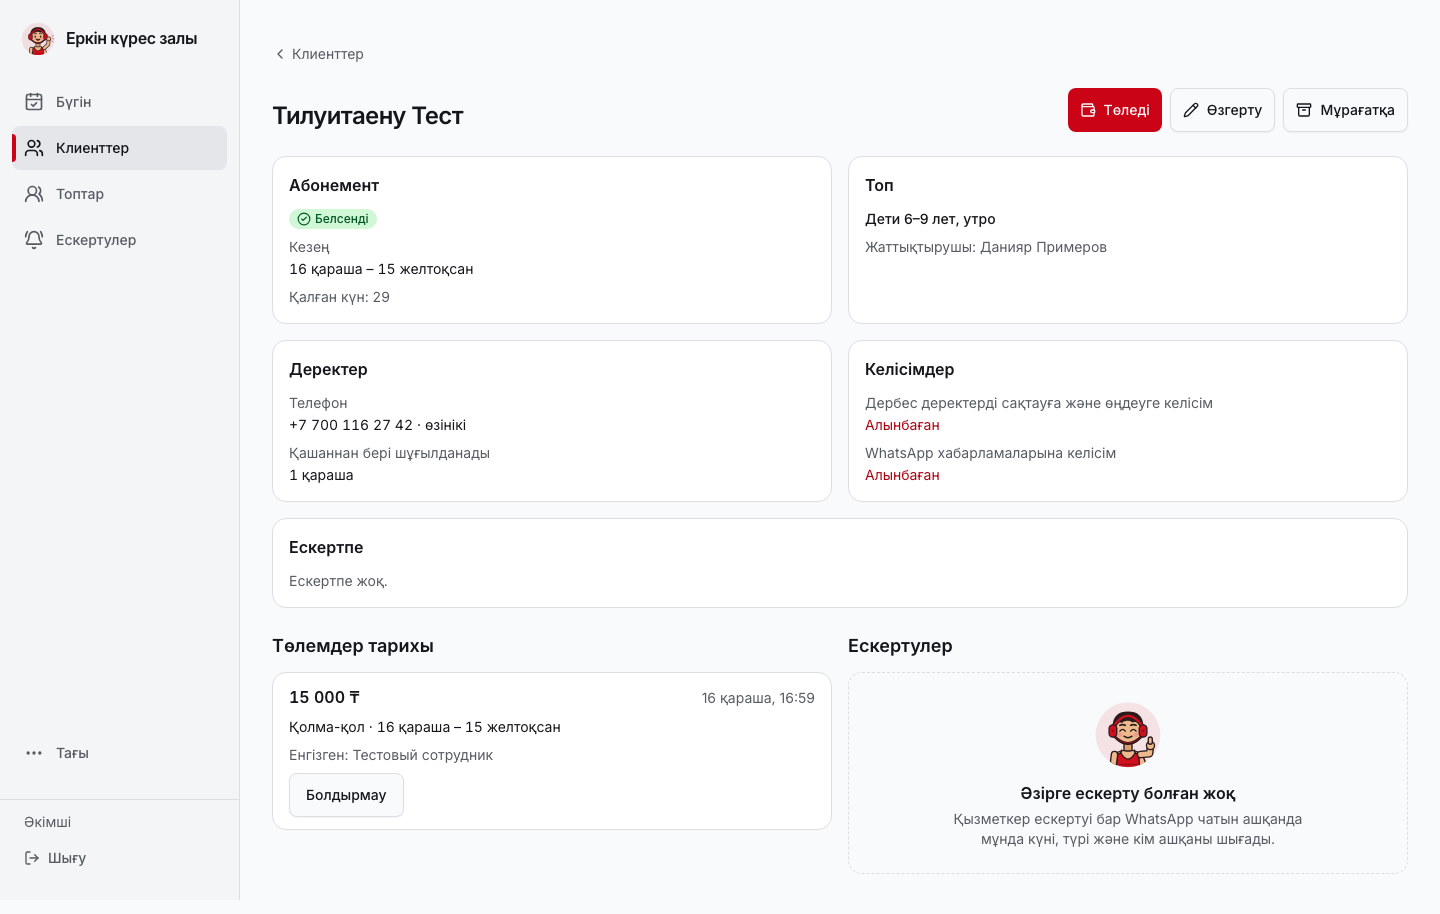 Еркін күрес залы
Бүгін
Клиенттер
Топтар
Ескертулер
Тағы
Әкімші
Шығу
Клиенттер
Тилуитаену Тест
Төледі
Өзгерту
Мұрағатқа
Абонемент
Белсенді
Кезең
16 қараша – 15 желтоқсан
Қалған күн: 29
Топ
Дети 6–9 лет, утро
Жаттықтырушы: Данияр Примеров
Деректер
Телефон
+7 700 116 27 42 · өзінікі
Қашаннан бері шұғылданады
1 қараша
Келісімдер
Дербес деректерді сақтауға және өңдеуге келісім
Алынбаған
WhatsApp хабарламаларына келісім
Алынбаған
Ескертпе
Ескертпе жоқ.
Төлемдер тарихы
15 000 ₸
16 қараша, 16:59
Қолма-қол · 16 қараша – 15 желтоқсан
Енгізген: Тестовый сотрудник
Болдырмау
Ескертулер
Әзірге ескерту болған жоқ
Қызметкер ескертуі бар WhatsApp чатын ашқанда
мұнда күні, түрі және кім ашқаны шығады.